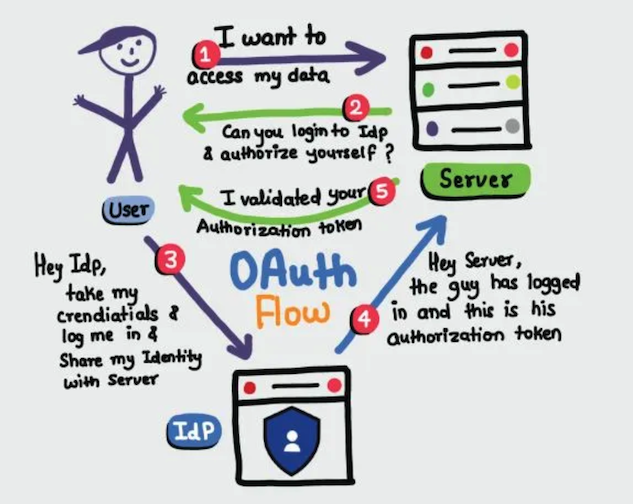 1
I want to
access my data
2
Can you login to Idp
& authorize yourself ?
I validated your
5
Authorization token
Server
User
Hey Idp,
take my
crendiatials &
log me in &
Share my Identity
with Server
3
OAuth
Flow
4
Hey Server,
the guy has logged
in and this is his
authorization token
IdP